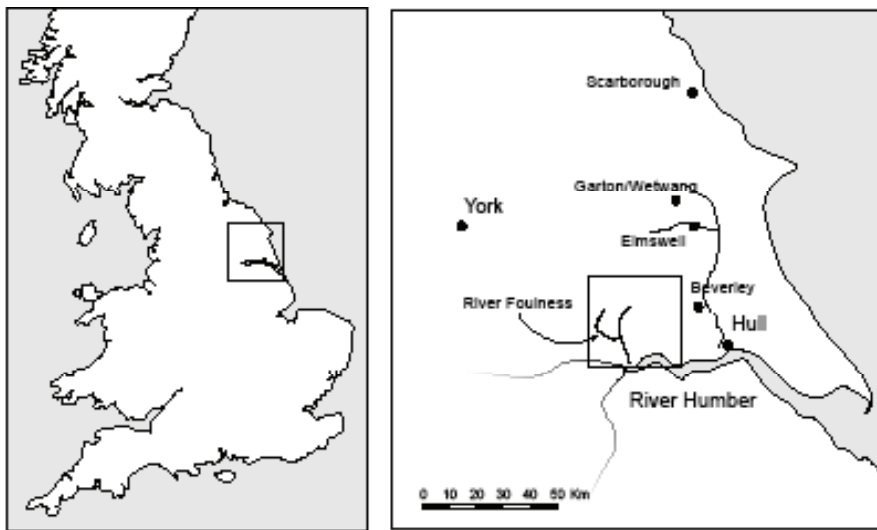 Scarborough
Garton/Wetwang
York
Elmswell
Beverley
River Foulness
Hull
River Humber
0 10 20 30 40 50 Km